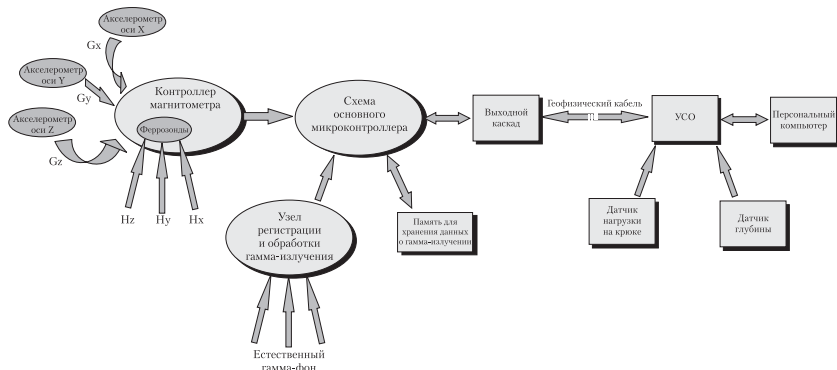 Акселерометр
оси X
Gx
Акселерометр
оси Y
Gy
Акселерометр
оси Z
Gz
Контроллер
магнитометра
Феррозонды
Hz
Hy
Hx
Схема
основного
микроконтроллера
Выходной
каскад
Геофизический кабель
УСО
Персональный
компьютер
Узел
регистрации
и обработки
гамма-излучения
Память для
хранения данных
о гамма-излучении
Датчик
нагрузки
на крюке
Датчик
глубины
Естественный
гамма-фон